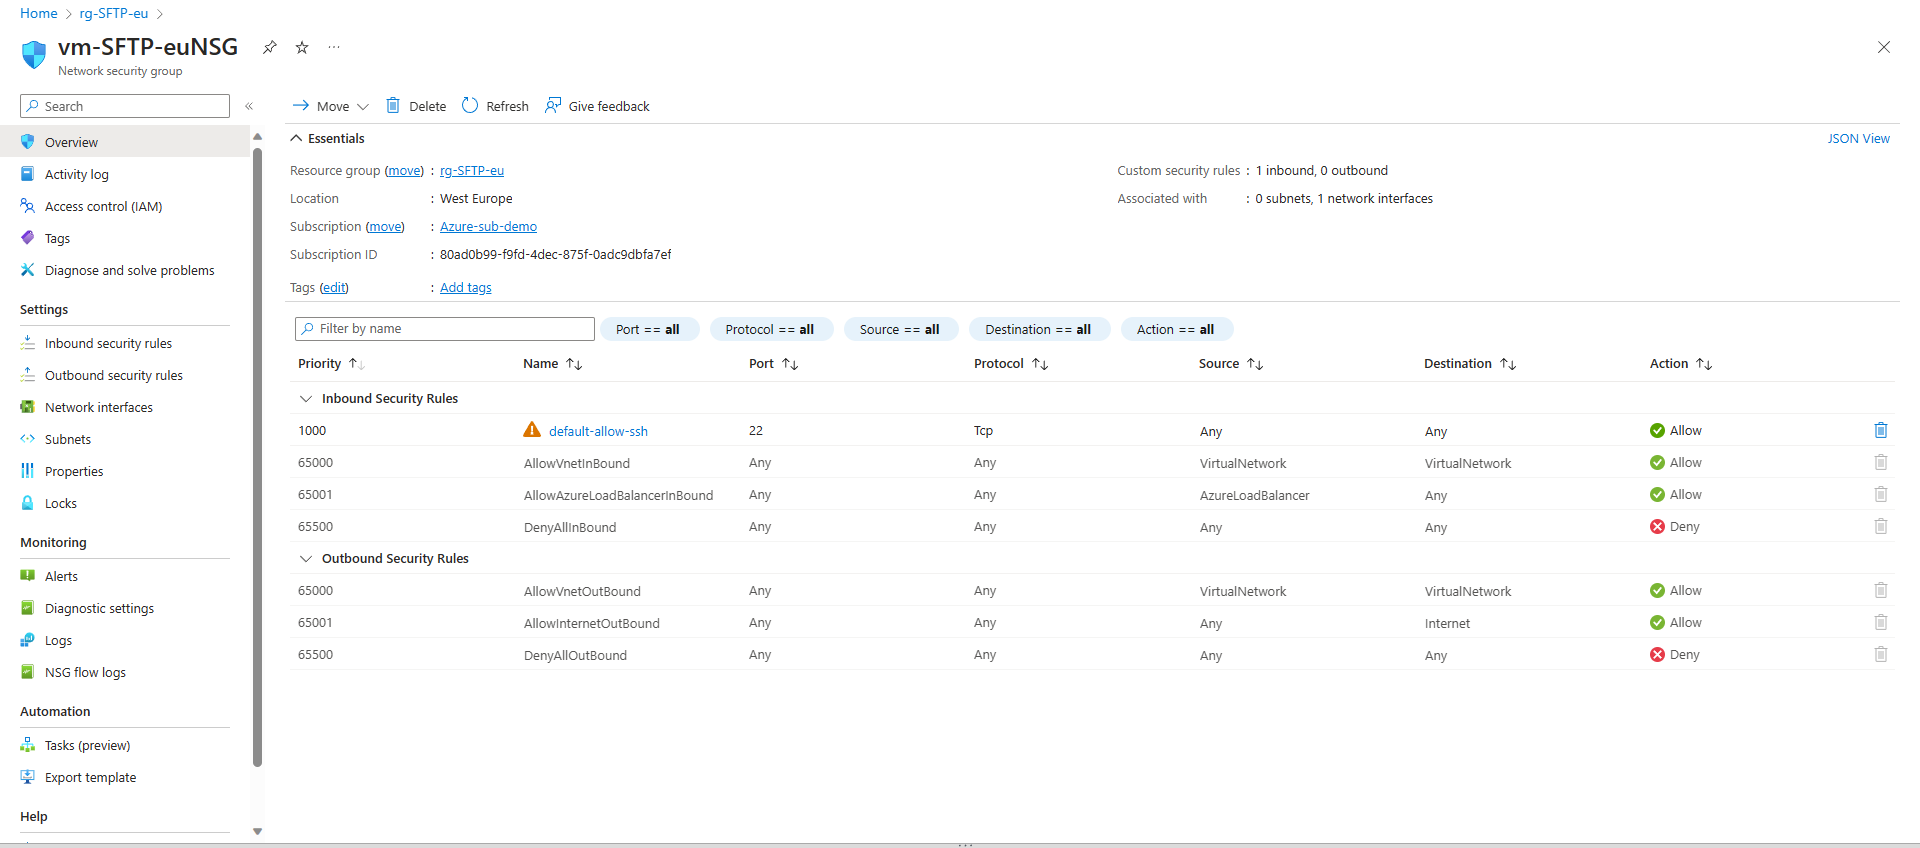 Home > rg-SFTP-eu >
vm-SFTP-euNSG
Network security group
Search
Move Delete Refresh Give feedback
Overview
Activity log
Access control (IAM)
Tags
Diagnose and solve problems
Settings
Inbound security rules
Outbound security rules
Network interfaces
Subnets
Properties
Locks
Monitoring
Alerts
Diagnostic settings
Logs
NSG flow logs
Automation
Tasks (preview)
Export template
Help
Essentials
JSON View
Resource group (move) : rg-SFTP-eu
Location : West Europe
Subscription (move) : Azure-sub-demo
Subscription ID : 80ad0b99-f9fd-4dec-875f-0adc9dbfa7ef
Tags (edit) : Add tags
Custom security rules : 1 inbound, 0 outbound
Associated with : 0 subnets, 1 network interfaces
Filter by name Port == all Protocol == all Source == all Destination == all Action == all
Priority Name Port Protocol Source Destination Action
Inbound Security Rules
1000 default-allow-ssh 22 Tcp Any Any Allow
65000 AllowVnetInBound Any Any VirtualNetwork VirtualNetwork Allow
65001 AllowAzureLoadBalancerInBound Any Any AzureLoadBalancer Any Allow
65500 DenyAllInBound Any Any Any Any Deny
Outbound Security Rules
65000 AllowVnetOutBound Any Any VirtualNetwork VirtualNetwork Allow
65001 AllowInternetOutBound Any Any Any Internet Allow
65500 DenyAllOutBound Any Any Any Any Deny